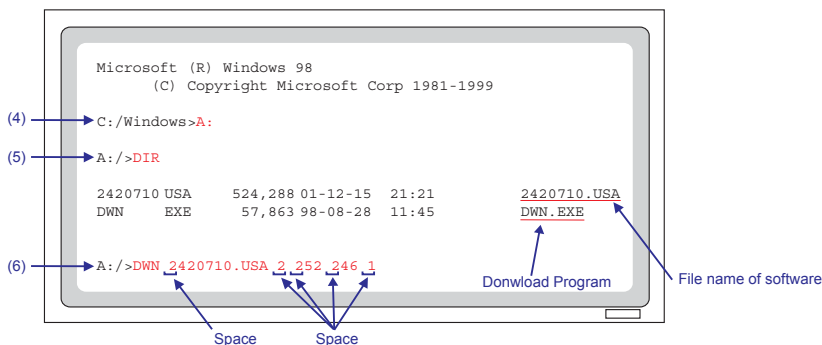 Microsoft (R) Windows 98
(C) Copyright Microsoft Corp 1981-1999
(4) C:/Windows>A:
(5) A:/>DIR
2420710 USA 524,288 01-12-15 21:21 2420710.USA
DWN EXE 57,863 98-08-28 11:45 DWN.EXE
(6) A:/>DWN 2420710.USA 2 252 246 1
Donwload Program File name of software
Space Space